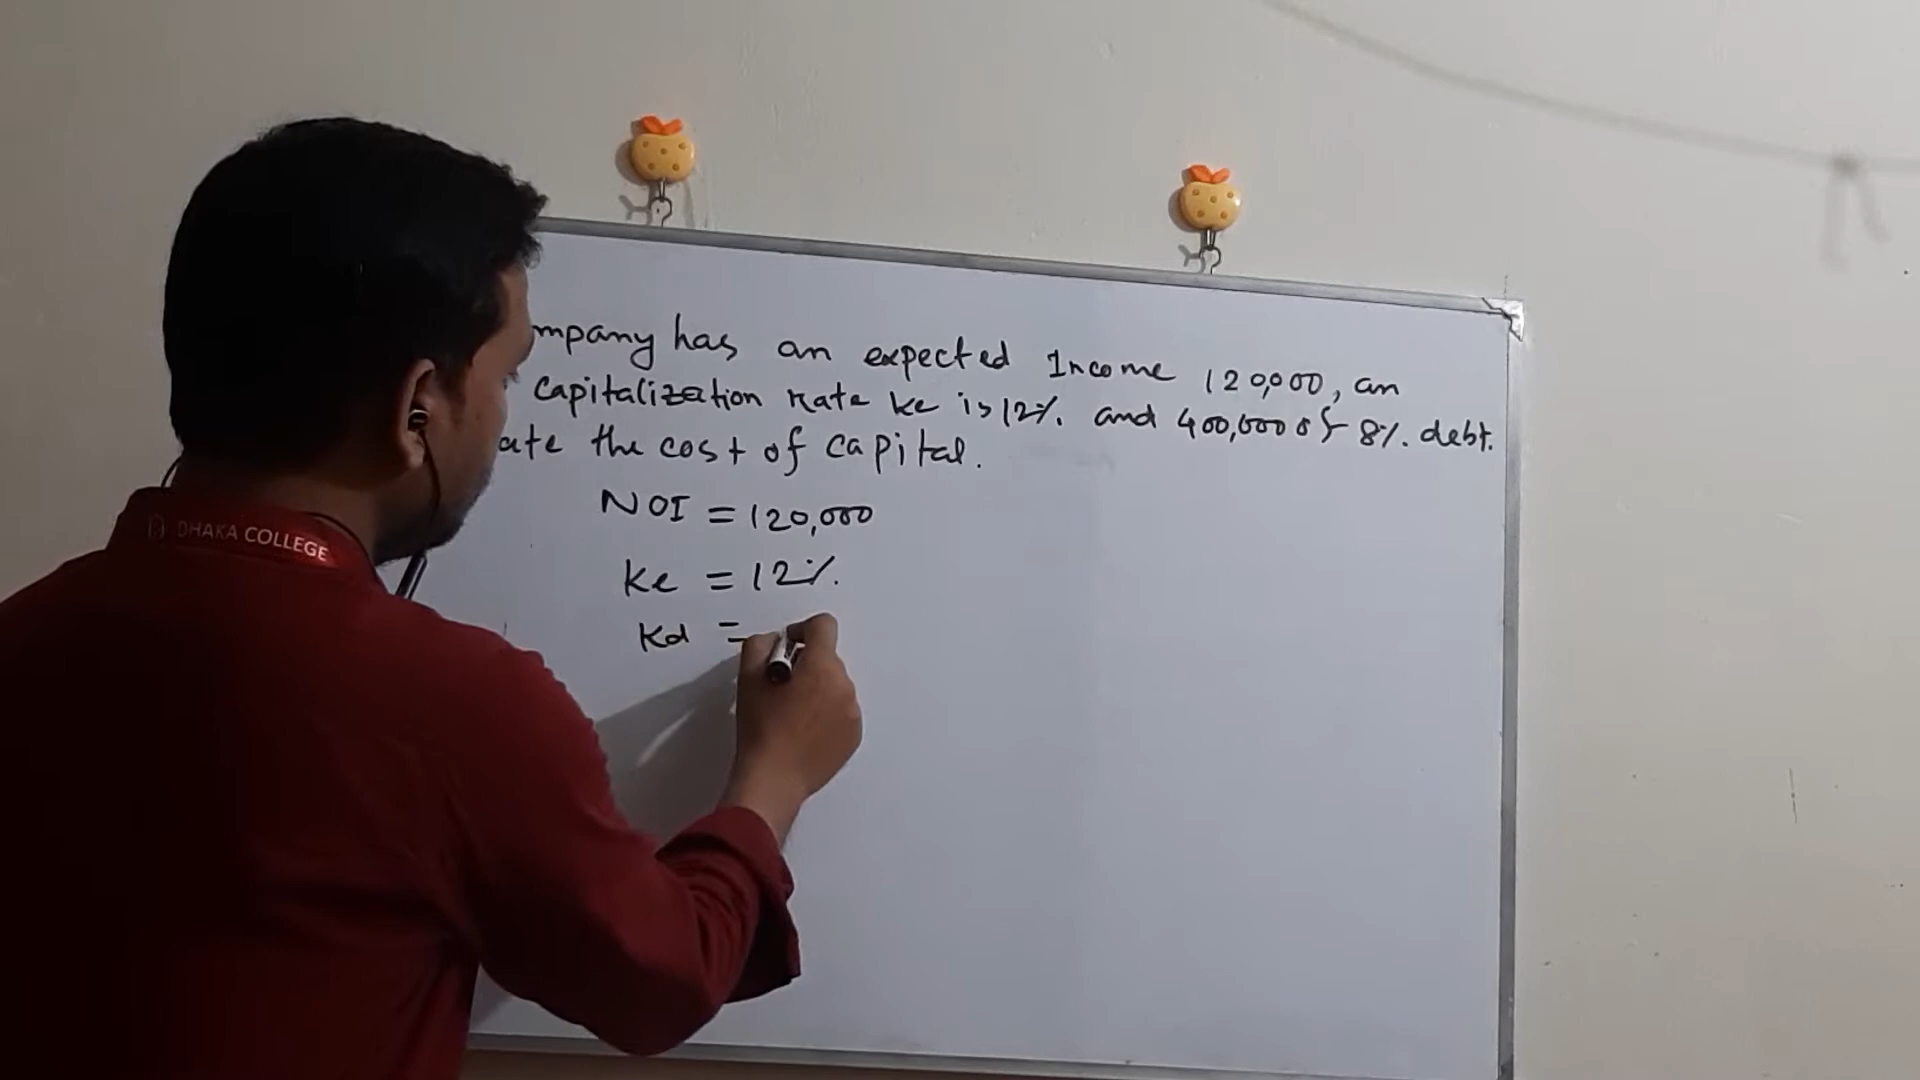 mpany has an expected Income 120,000, an
capitalization rate ke is 12%. and 400,000 of 8%. debt.
ate the cost of capital.
NOI = 120,000
Ke = 12%.
Kd =
DHAKA COLLEGE